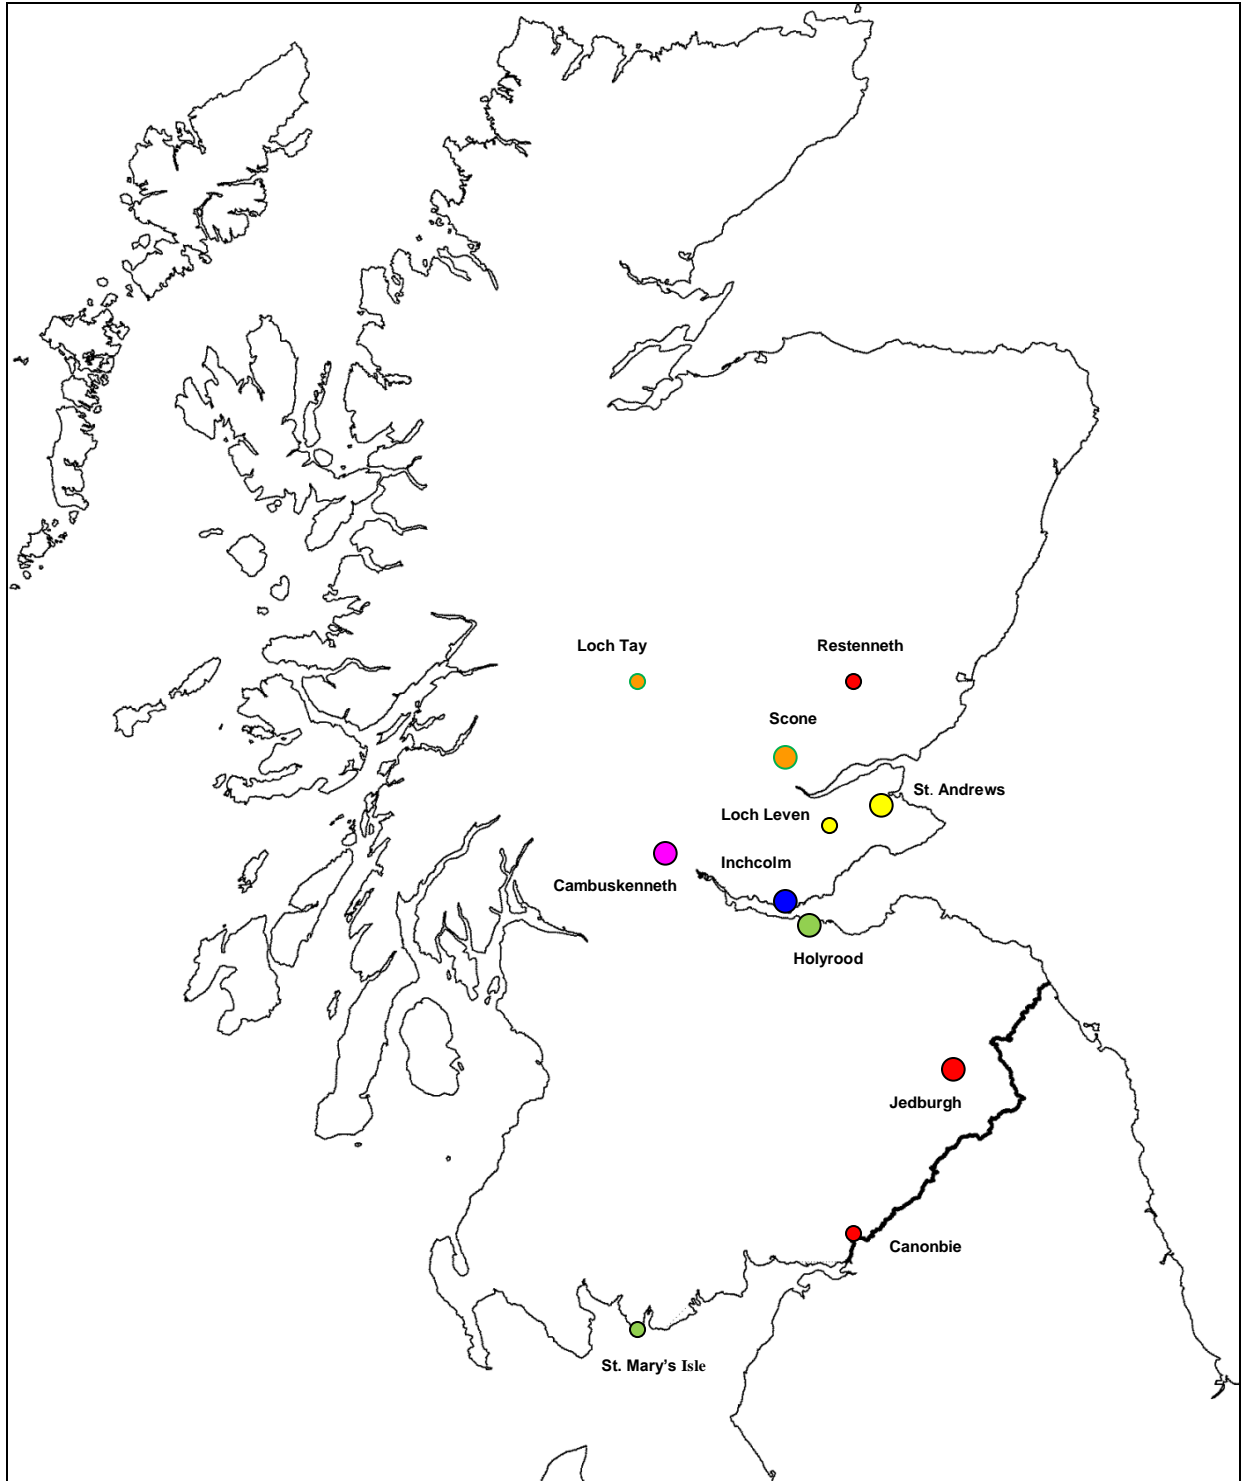 Loch Tay
Restenneth
Scone
St. Andrews
Loch Leven
Inchcolm
Cambuskenneth
Holyrood
Jedburgh
Canonbie
St. Mary's Isle